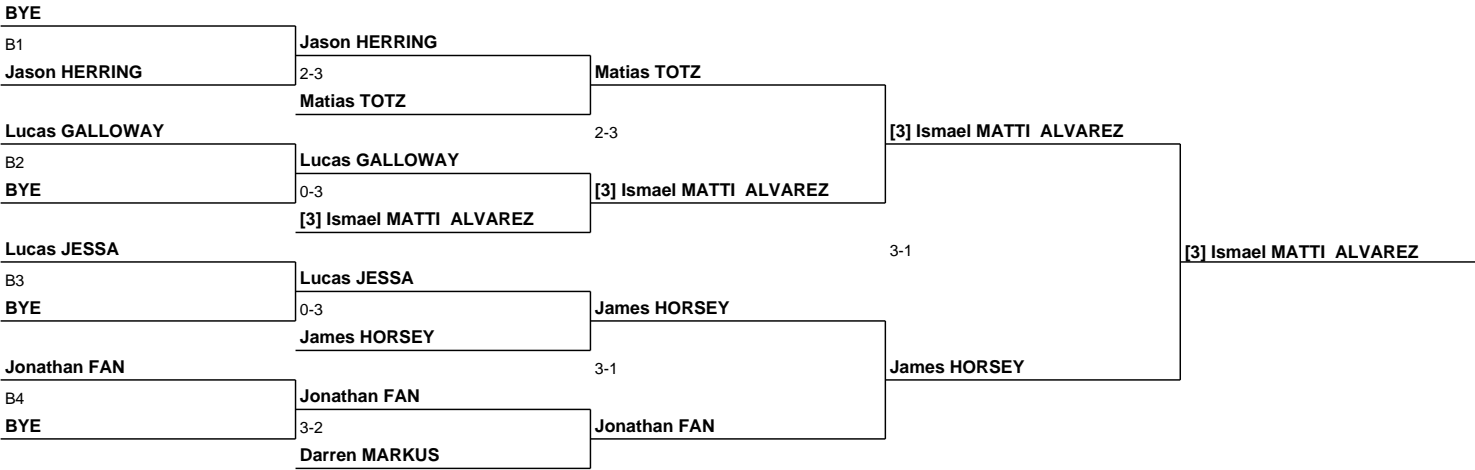 BYE
B1
Jason HERRING
Jason HERRING
2-3
Matias TOTZ
Matias TOTZ
Lucas GALLOWAY
2-3
[3] Ismael MATTI  ALVAREZ
B2
Lucas GALLOWAY
BYE
0-3
[3] Ismael MATTI  ALVAREZ
[3] Ismael MATTI  ALVAREZ
Lucas JESSA
3-1
[3] Ismael MATTI  ALVAREZ
B3
Lucas JESSA
BYE
0-3
James HORSEY
James HORSEY
Jonathan FAN
3-1
James HORSEY
B4
Jonathan FAN
BYE
3-2
Jonathan FAN
Darren MARKUS